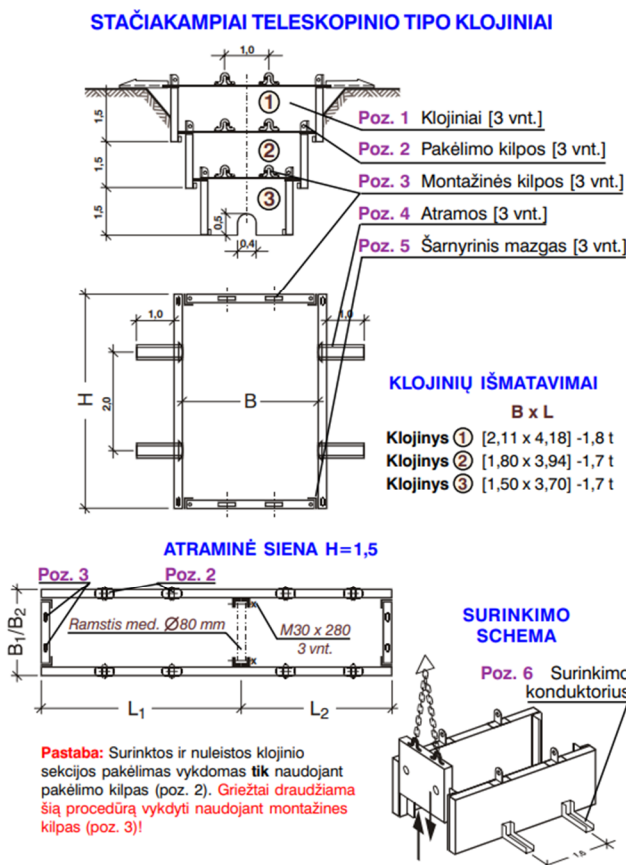 STAČIAKAMPIAI TELESKOPINIO TIPO KLOJINIAI
1,0
1
1,5
2
1,5
3
1,5
0,5
0,4
Poz. 1 Klojiniai [3 vnt.]
Poz. 2 Pakėlimo kilpos [3 vnt.]
Poz. 3 Montažinės kilpos [3 vnt.]
Poz. 4 Atramos [3 vnt.]
Poz. 5 Šarnyrinis mazgas [3 vnt.]
1,0
1,0
H
2,0
B
KLOJINIŲ IŠMATAVIMAI
B x L
Klojinys 1 [2,11 x 4,18] -1,8 t
Klojinys 2 [1,80 x 3,94] -1,7 t
Klojinys 3 [1,50 x 3,70] -1,7 t
ATRAMINĖ SIENA H=1,5
Poz. 3
Poz. 2
B1/B2
Ramstis med. Ø80 mm
M30 x 280
3 vnt.
x
x
L1
L2
SURINKIMO
SCHEMA
Poz. 6 Surinkimo
konduktorius
1,6
Pastaba: Surinktos ir nuleistos klojinio
sekcijos pakėlimas vykdomas tik naudojant
pakėlimo kilpas (poz. 2). Griežtai draudžiama
šią procedūrą vykdyti naudojant montažines
kilpas (poz. 3)!